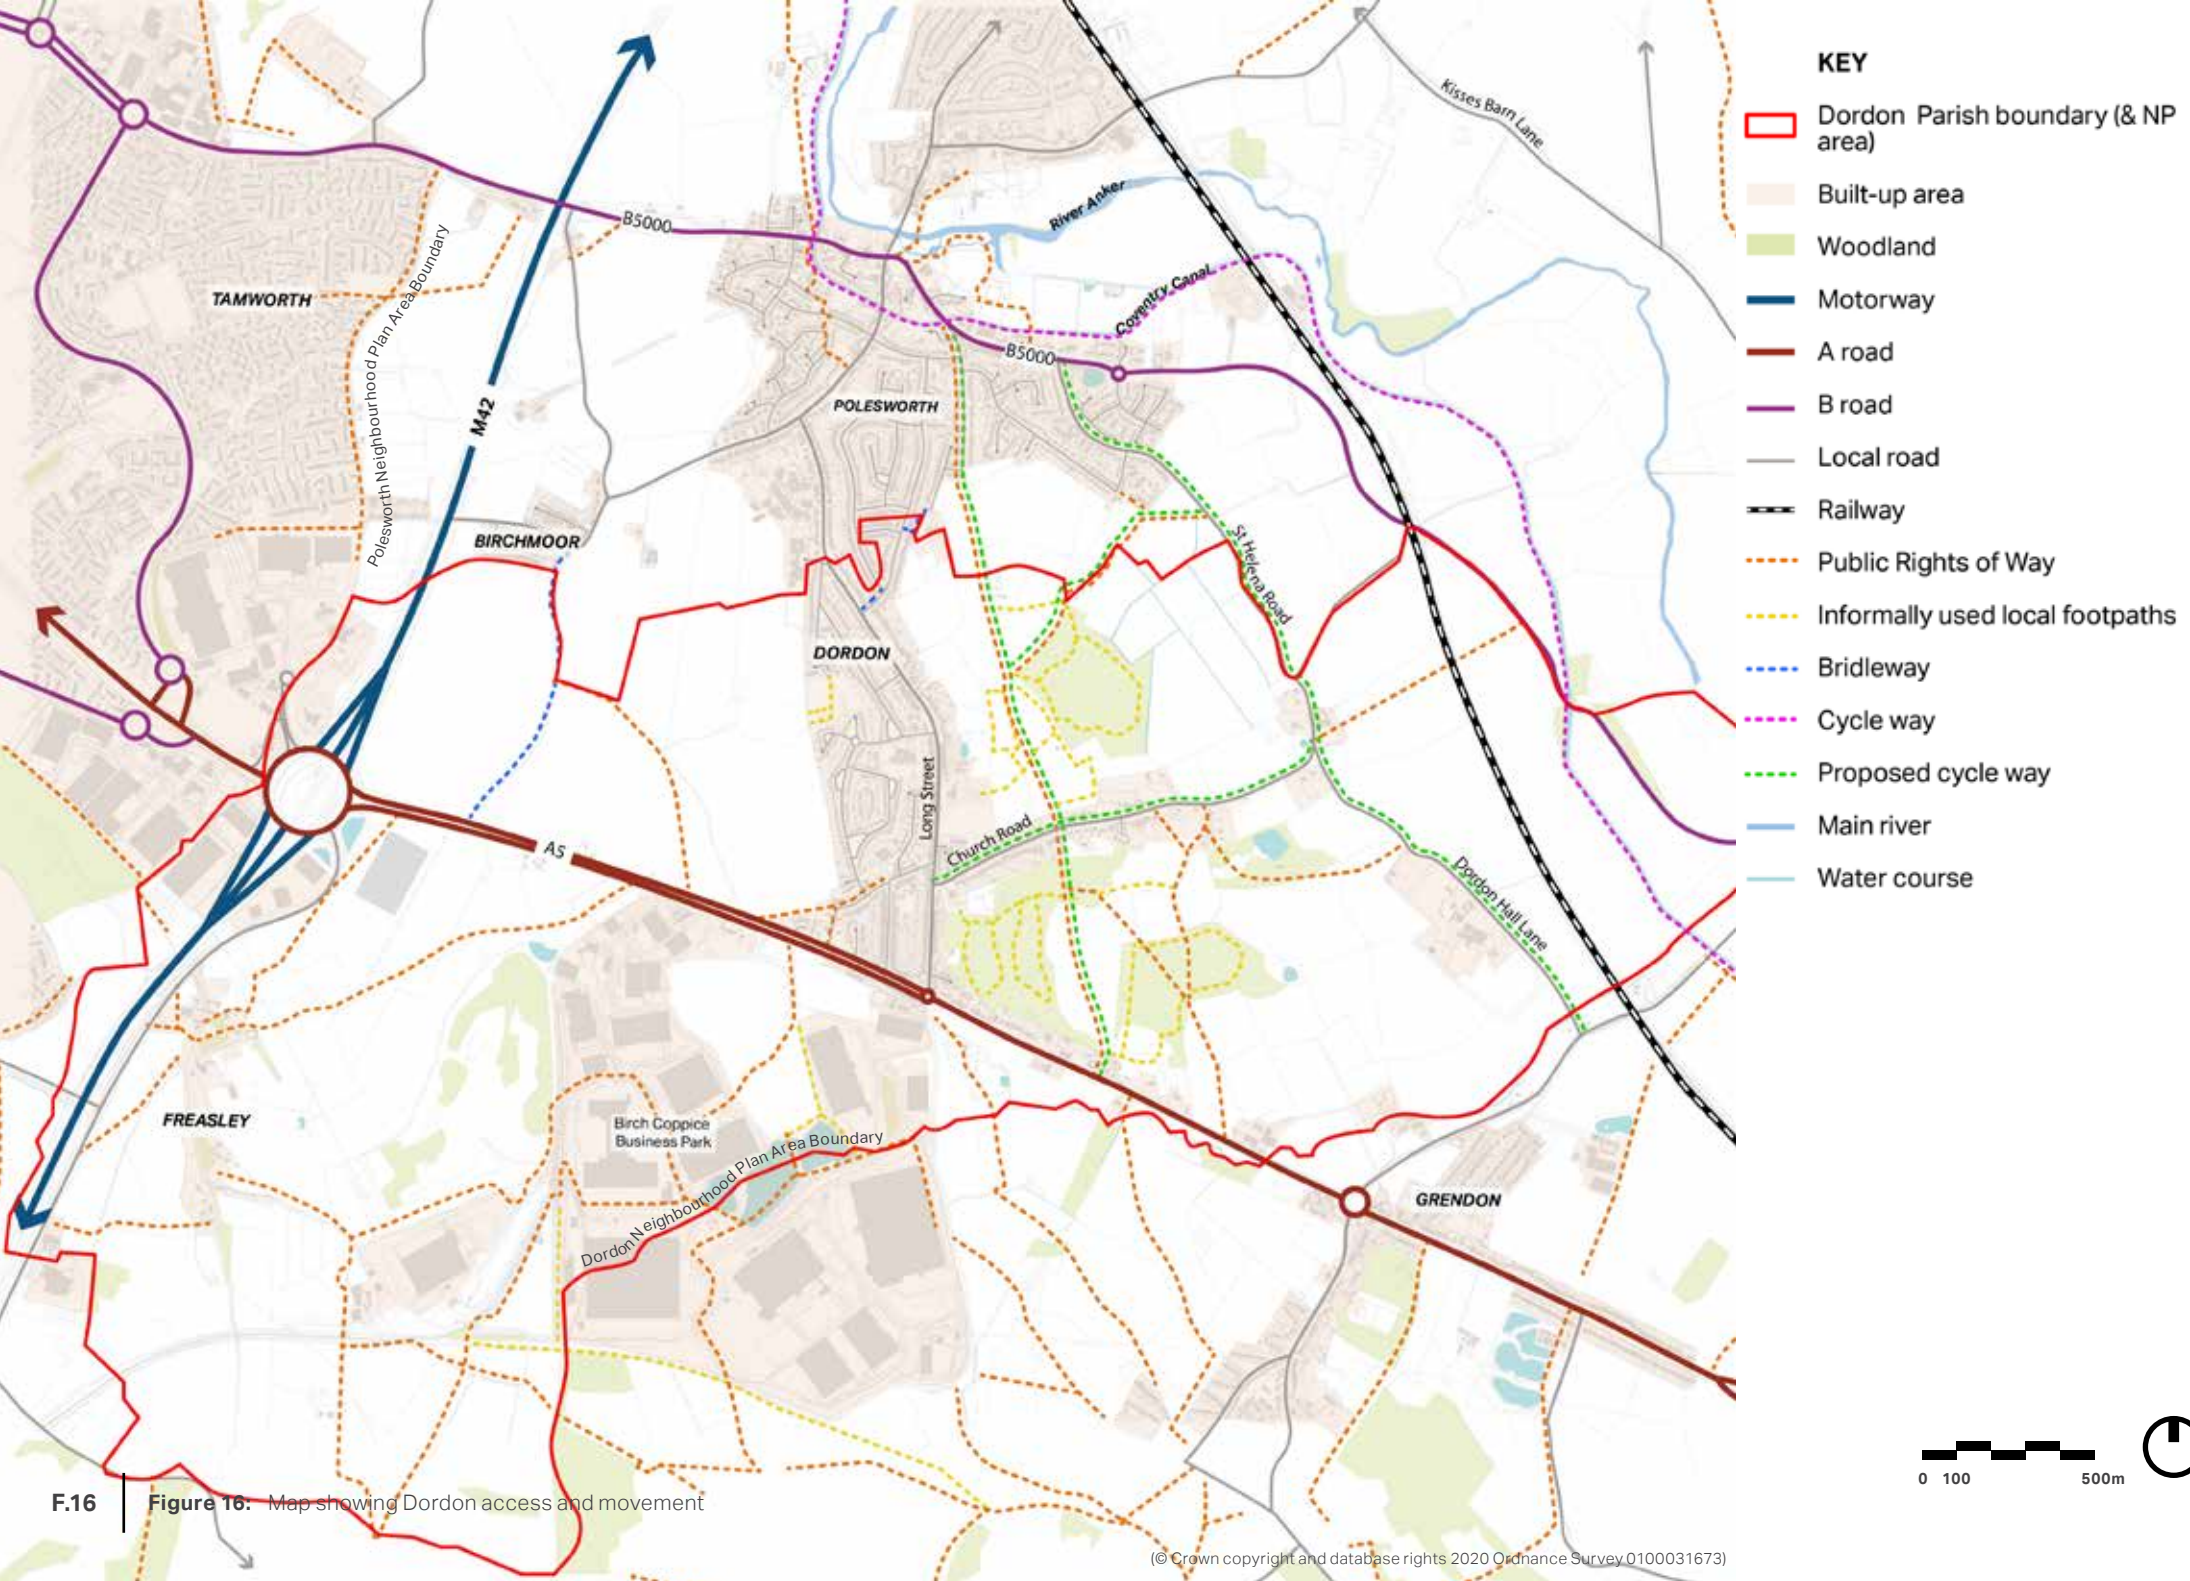 KEY
Dordon Parish boundary (& NP
area)
Built-up area
Woodland
Motorway
A road
B road
Local road
Railway
Public Rights of Way
Informally used local footpaths
Bridleway
Cycle way
Proposed cycle way
Main river
Water course
0 100 500m
Kisses Barn Lane
River Anker
B5000
Coventry Canal
TAMWORTH
Polesworth Neighbourhood Plan Area Boundary
B5000
M42
POLESWORTH
BIRCHMOOR
St Helena Road
DORDON
Long Street
Church Road
A5
Dordon Hall Lane
FREASLEY
Birch Coppice
Business Park
Dordon Neighbourhood Plan Area Boundary
GRENDON
F.16
Figure 16: Map showing Dordon access and movement
(© Crown copyright and database rights 2020 Ordnance Survey 0100031673)